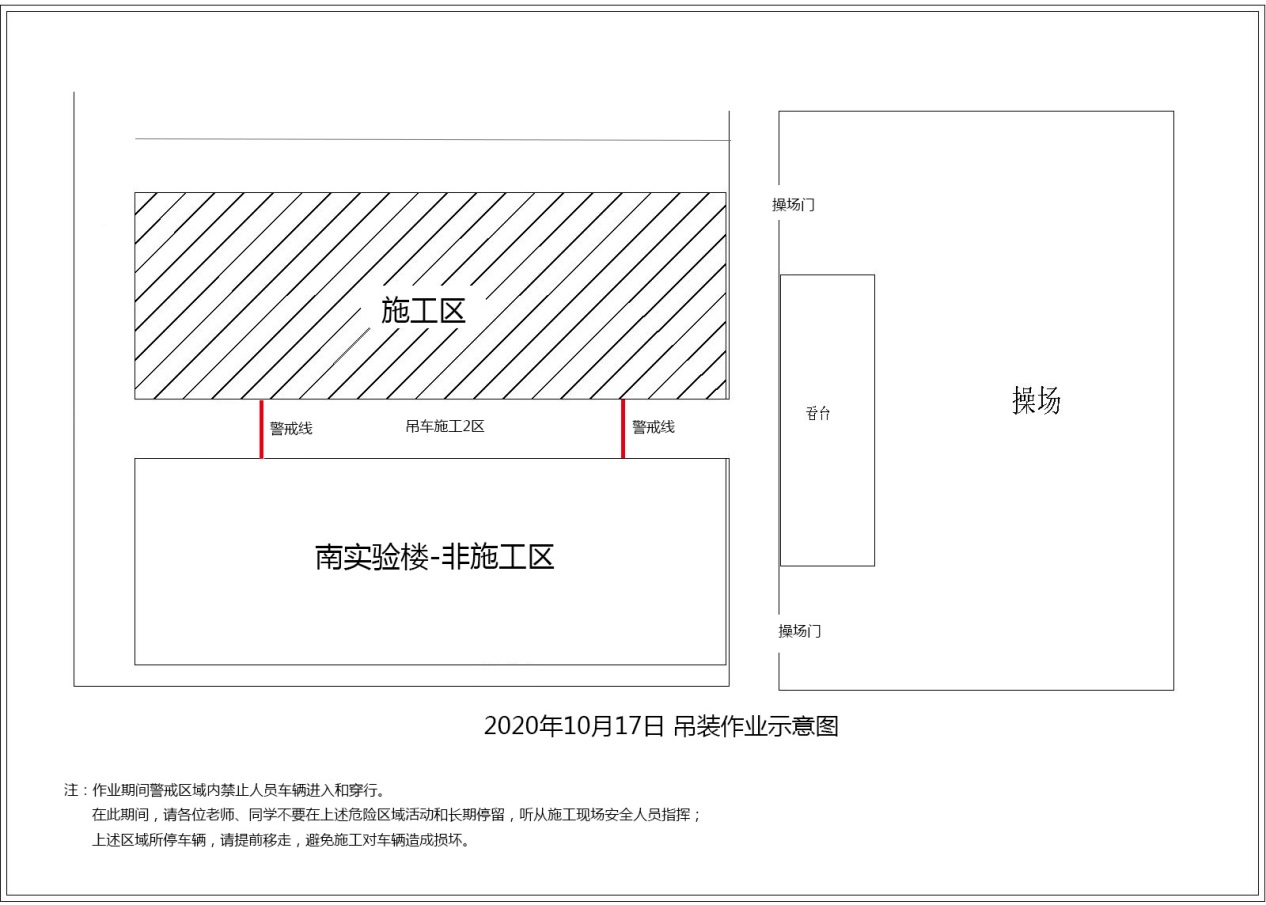 操场门
施工区
操场
看台
警戒线
吊车施工2区
警戒线
南实验楼-非施工区
操场门
2020年10月17日 吊装作业示意图
注：作业期间警戒区域内禁止人员车辆进入和穿行。
在此期间，请各位老师、同学不要在上述危险区域活动和长期停留，听从施工现场安全人员指挥；
上述区域所停车辆，请提前移走，避免施工对车辆造成损坏。